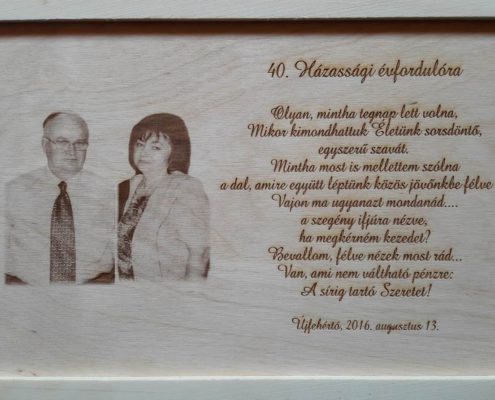 40. Házassági évfordulóra
Olyan, mintha tegnap lett volna,
Mikor kimondhattuk Életünk sorsdöntő,
egyszerű szavát.
Mintha most is mellettem szólna
a dal, amire együtt léptünk közös jövőnkbe félve
Vajon ma ugyanazt mondanád....
a szegény ifjúra nézve,
ha megkérném kezedet?
Bevallom, félve nézek most rád...
Van, ami nem váltható pénzre:
A sírig tartó Szeretet!
Újfehértó, 2016. augusztus 13.